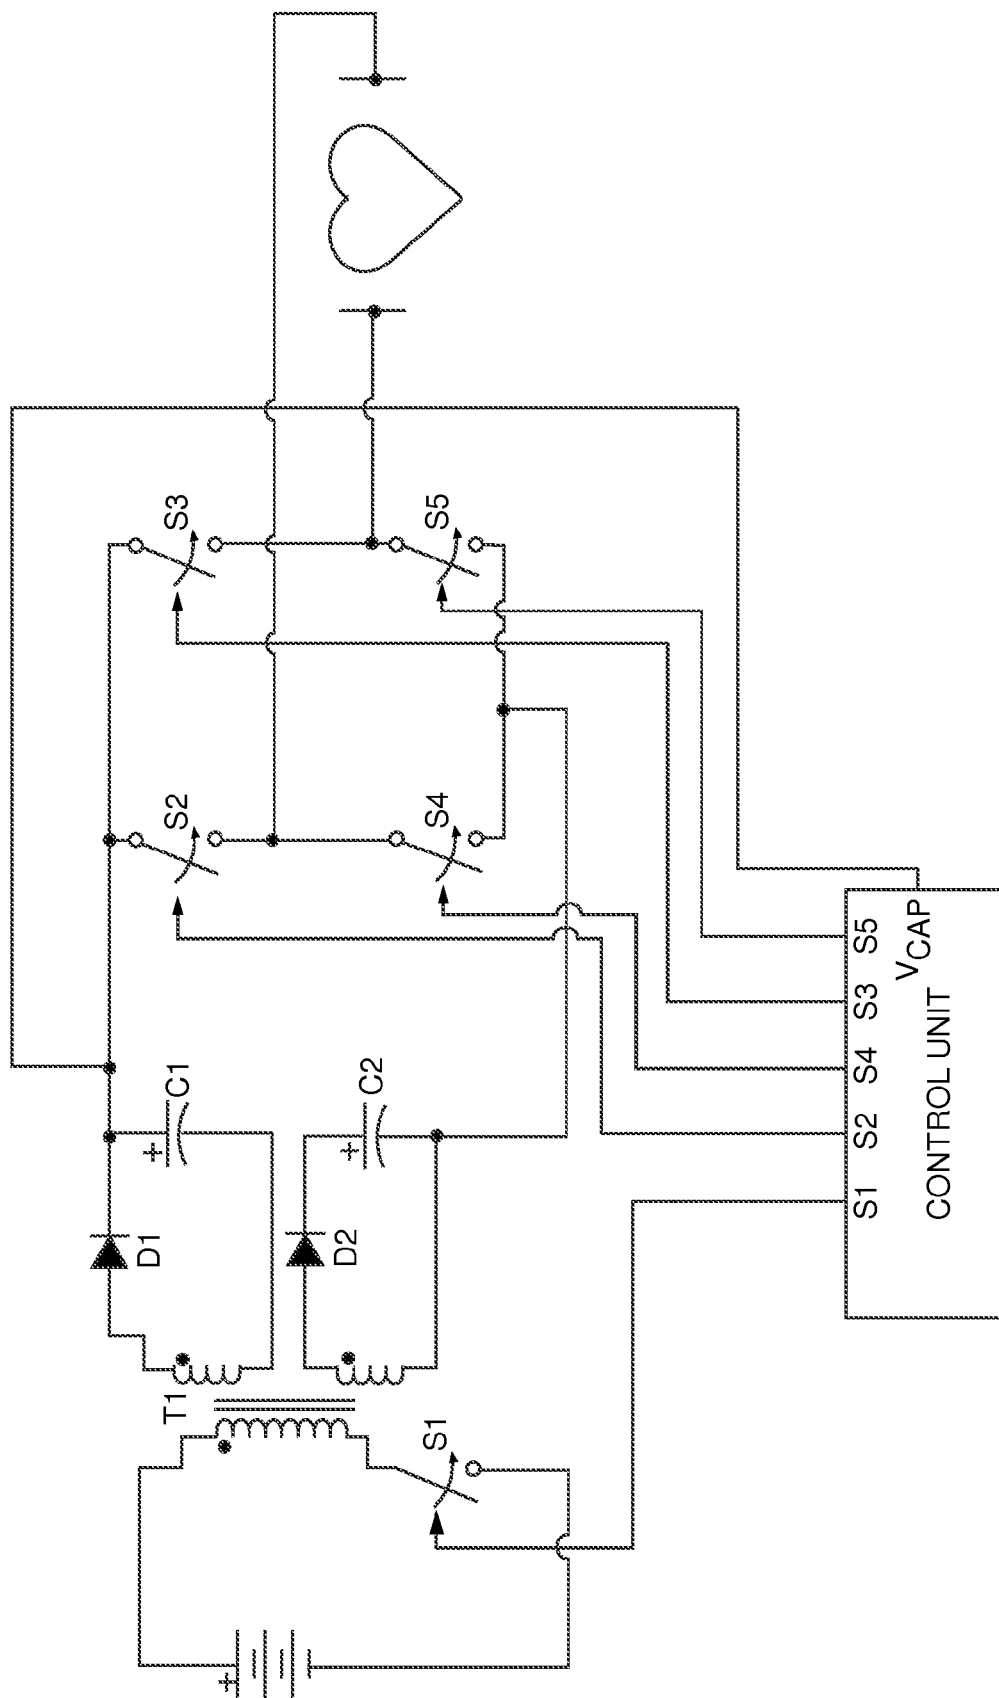 +
T1
D1
+
C1
S2
S3
S1
D2
+
C2
S4
S5
S1
S2
S4
S3
S5
VCAP
CONTROL UNIT